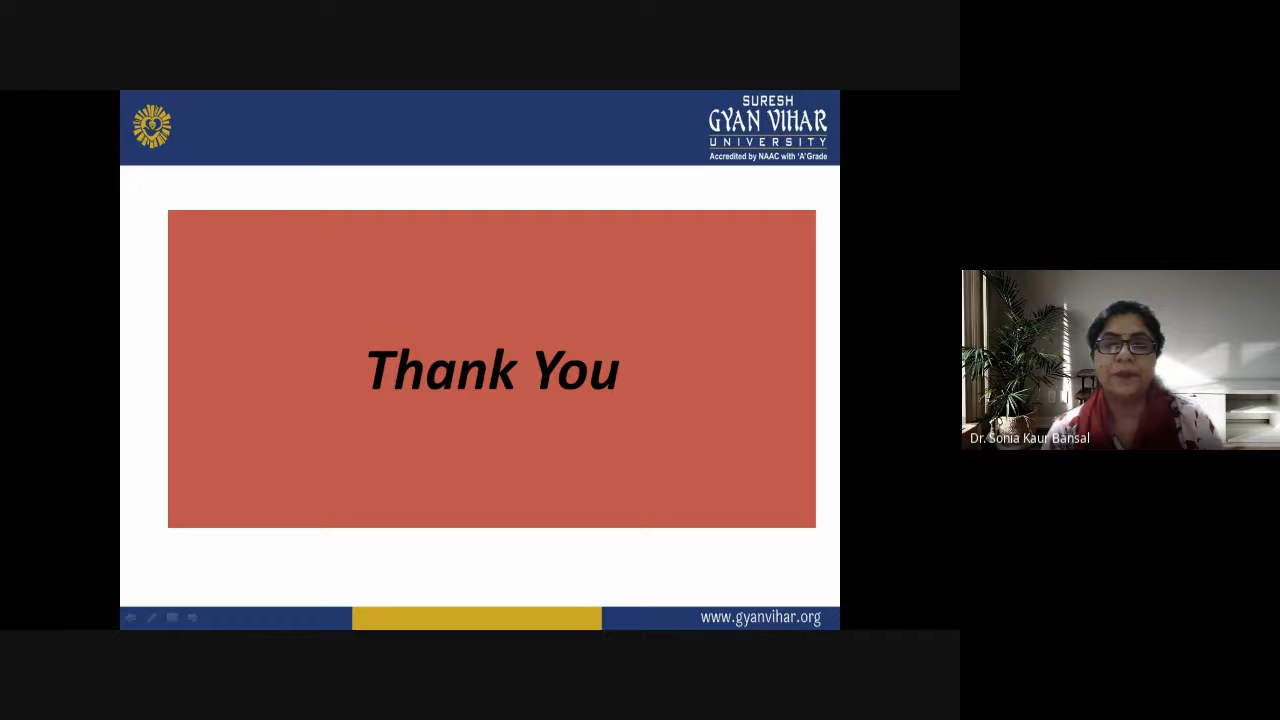 SURESH
GYAN VIHAR
UNIVERSITY
Accredited by NAAC with 'A' Grade
Thank You
Dr. Sonia Kaur Bansal
www.gyanvihar.org